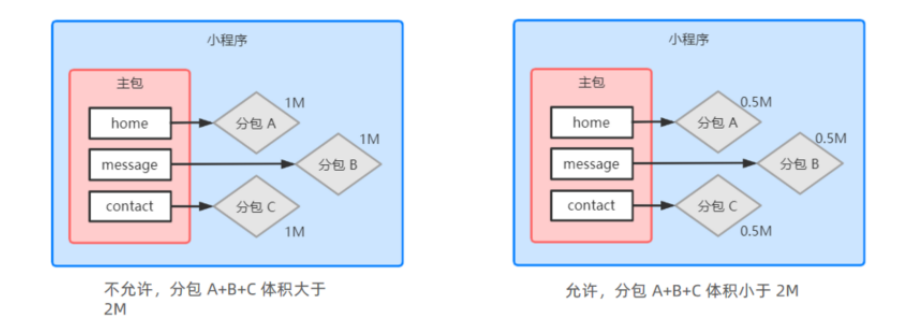 小程序
主包
home
1M
分包 A
message
1M
分包 B
contact
分包 C
1M
不允许，分包 A+B+C 体积大于
2M
小程序
主包
home
0.5M
分包 A
message
0.5M
分包 B
contact
分包 C
0.5M
允许，分包 A+B+C 体积小于 2M